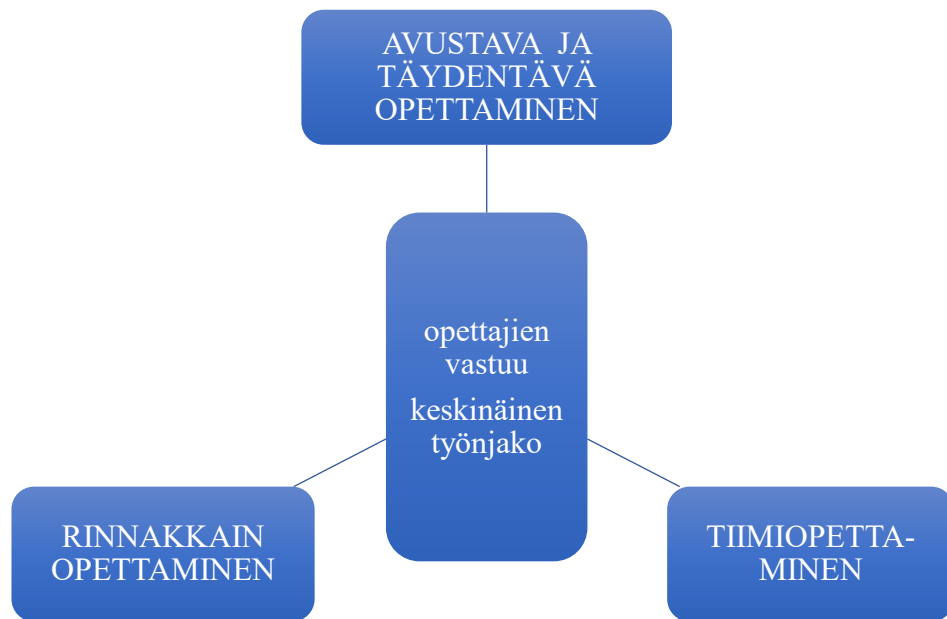 AVUSTAVA JA
TÄYDENTÄVÄ
OPETTAMINEN
opettajien
vastuu
keskinäinen
työnjako
RINNAKKAIN
OPETTAMINEN
TIIMIOPETTA-
MINEN